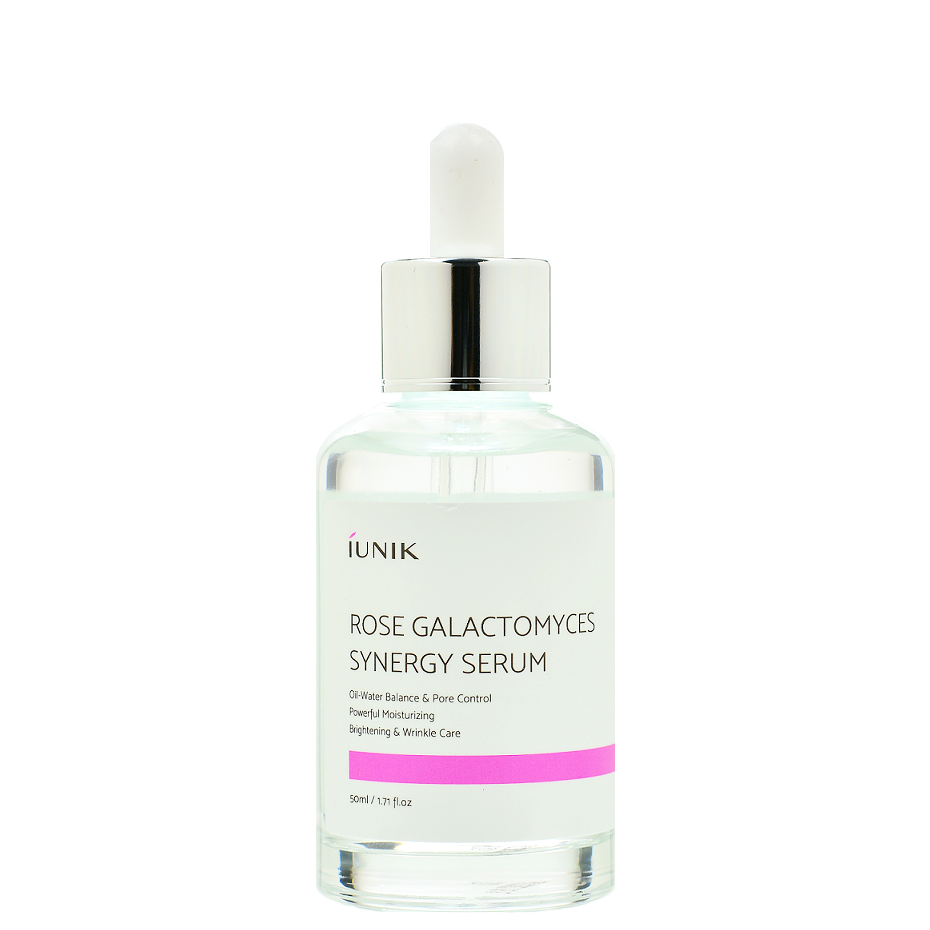 íUNIK
ROSE GALACTOMYCES
SYNERGY SERUM
Oil-Water Balance & Pore Control
Powerful Moisturizing
Brightening & Wrinkle Care
50ml / 1.71 fl.oz